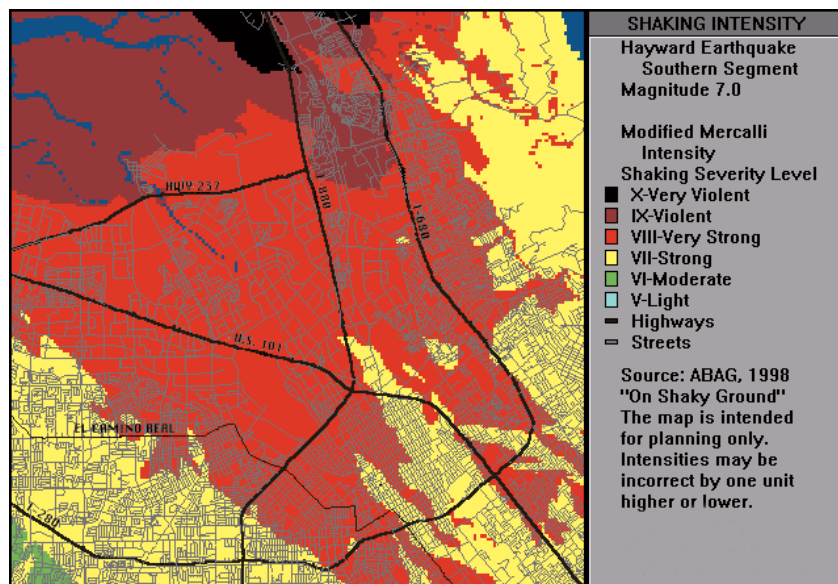 SHAKING INTENSITY
Hayward Earthquake
Southern Segment
Magnitude 7.0
Modified Mercalli
Intensity
Shaking Severity Level
X-Very Violent
IX-Violent
VIII-Very Strong
VII-Strong
VI-Moderate
V-Light
Highways
Streets
Source: ABAG, 1998
"On Shaky Ground"
The map is intended
for planning only.
Intensities may be
incorrect by one unit
higher or lower.
HWY 237
I-880
I-680
U.S. 101
EL CAMINO REAL
I-280